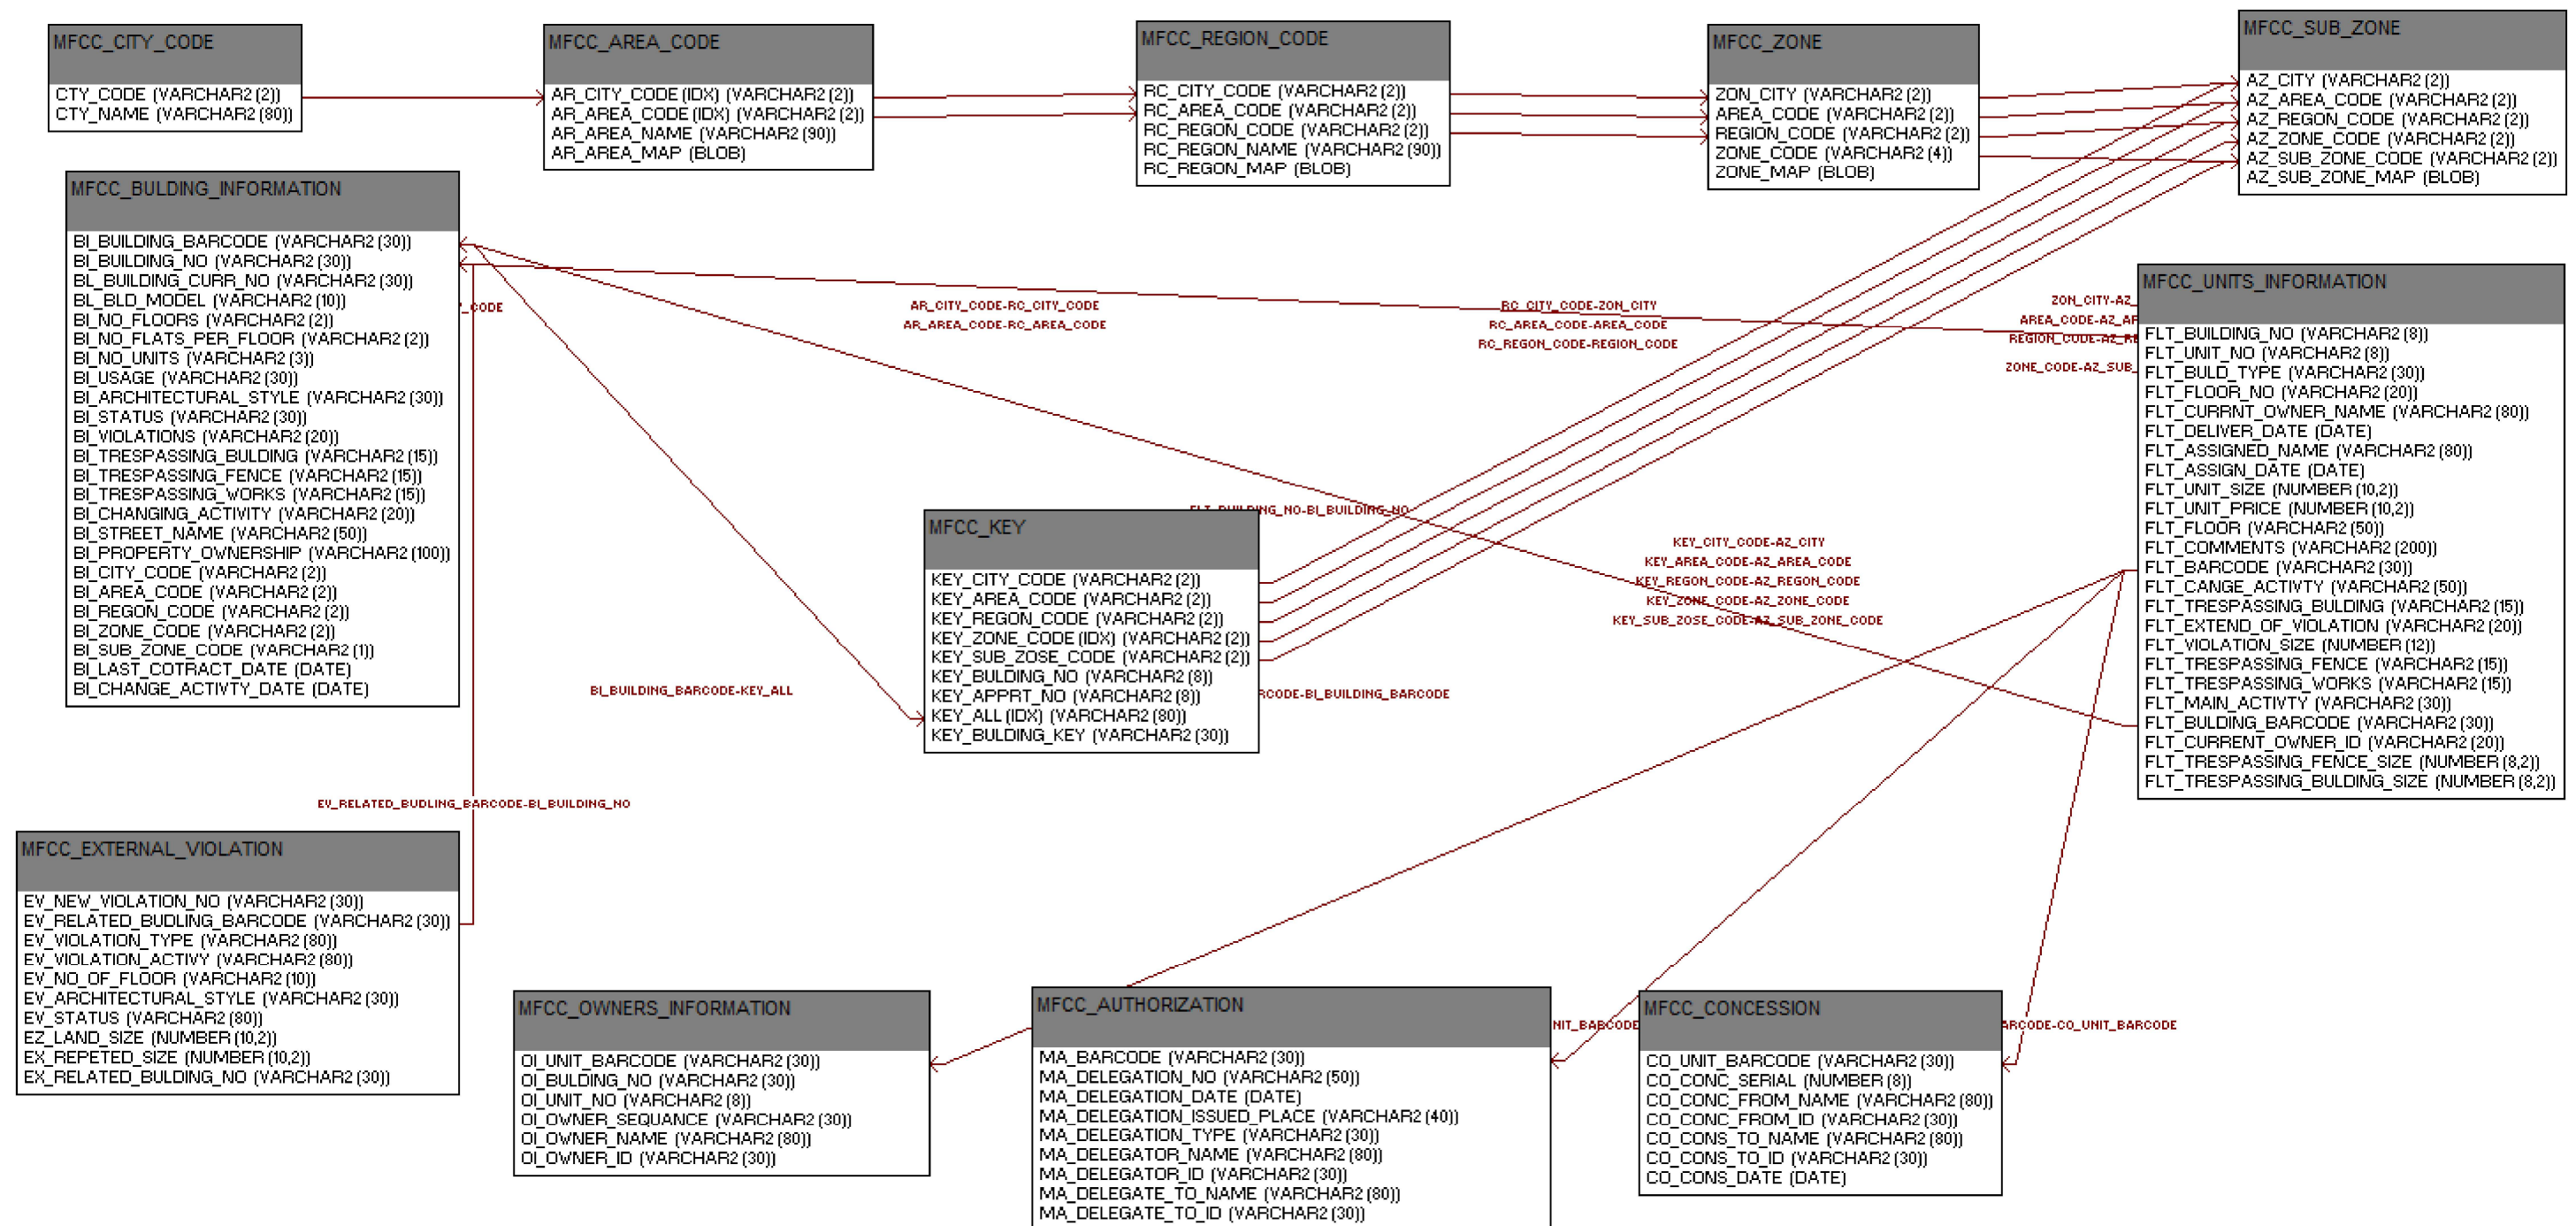 MFCC_CITY_CODE
CTY_CODE (VARCHAR2(2))
CTY_NAME (VARCHAR2(80))
MFCC_AREA_CODE
AR_CITY_CODE(IDX) (VARCHAR2(2))
AR_AREA_CODE(IDX) (VARCHAR2(2))
AR_AREA_NAME (VARCHAR2(90))
AR_AREA_MAP (BLOB)
MFCC_REGION_CODE
RC_CITY_CODE (VARCHAR2(2))
RC_AREA_CODE (VARCHAR2(2))
RC_REGON_CODE (VARCHAR2(2))
RC_REGON_NAME (VARCHAR2(90))
RC_REGON_MAP (BLOB)
MFCC_ZONE
ZON_CITY (VARCHAR2(2))
AREA_CODE (VARCHAR2(2))
REGION_CODE (VARCHAR2(2))
ZONE_CODE (VARCHAR2(4))
ZONE_MAP (BLOB)
MFCC_SUB_ZONE
AZ_CITY (VARCHAR2(2))
AZ_AREA_CODE (VARCHAR2(2))
AZ_REGON_CODE (VARCHAR2(2))
AZ_ZONE_CODE (VARCHAR2(2))
AZ_SUB_ZONE_CODE (VARCHAR2(2))
AZ_SUB_ZONE_MAP (BLOB)
MFCC_BULDING_INFORMATION
BI_BUILDING_BARCODE (VARCHAR2(30))
BI_BUILDING_NO (VARCHAR2(30))
BL_BUILDING_CURR_NO (VARCHAR2(30))
BL_BLD_MODEL (VARCHAR2(10))
BI_NO_FLOORS (VARCHAR2(2))
BI_NO_FLATS_PER_FLOOR (VARCHAR2(2))
BI_NO_UNITS (VARCHAR2(3))
BI_USAGE (VARCHAR2(30))
BI_ARCHITECTURAL_STYLE (VARCHAR2(30))
BI_STATUS (VARCHAR2(30))
BI_VIOLATIONS (VARCHAR2(20))
BI_TRESPASSING_BULDING (VARCHAR2(15))
BI_TRESPASSING_FENCE (VARCHAR2(15))
BI_TRESPASSING_WORKS (VARCHAR2(15))
BI_CHANGING_ACTIVITY (VARCHAR2(20))
BI_STREET_NAME (VARCHAR2(50))
BI_PROPERTY_OWNERSHIP (VARCHAR2(100))
BI_CITY_CODE (VARCHAR2(2))
BI_AREA_CODE (VARCHAR2(2))
BI_REGON_CODE (VARCHAR2(2))
BI_ZONE_CODE (VARCHAR2(2))
BI_SUB_ZONE_CODE (VARCHAR2(1))
BI_LAST_COTRACT_DATE (DATE)
BI_CHANGE_ACTIVTY_DATE (DATE)
_CODE
AR_CITY_CODE-RC_CITY_CODE
AR_AREA_CODE-RC_AREA_CODE
RC_CITY_CODE-ZON_CITY
RC_AREA_CODE-AREA_CODE
RC_REGON_CODE-REGION_CODE
ZON_CITY-AZ_
AREA_CODE-AZ_AR
REGION_CODE-AZ_RE
ZONE_CODE-AZ_SUB_
MFCC_UNITS_INFORMATION
FLT_BUILDING_NO (VARCHAR2(8))
FLT_UNIT_NO (VARCHAR2(8))
FLT_BULD_TYPE (VARCHAR2(30))
FLT_FLOOR_NO (VARCHAR2(20))
FLT_CURRNT_OWNER_NAME (VARCHAR2(80))
FLT_DELIVER_DATE (DATE)
FLT_ASSIGNED_NAME (VARCHAR2(80))
FLT_ASSIGN_DATE (DATE)
FLT_UNIT_SIZE (NUMBER(10,2))
FLT_UNIT_PRICE (NUMBER(10,2))
FLT_FLOOR (VARCHAR2(50))
FLT_COMMENTS (VARCHAR2(200))
FLT_BARCODE (VARCHAR2(30))
FLT_CANGE_ACTIVTY (VARCHAR2(50))
FLT_TRESPASSING_BULDING (VARCHAR2(15))
FLT_EXTEND_OF_VIOLATION (VARCHAR2(20))
FLT_VIOLATION_SIZE (NUMBER(12))
FLT_TRESPASSING_FENCE (VARCHAR2(15))
FLT_TRESPASSING_WORKS (VARCHAR2(15))
FLT_MAIN_ACTIVTY (VARCHAR2(30))
FLT_BULDING_BARCODE (VARCHAR2(30))
FLT_CURRENT_OWNER_ID (VARCHAR2(20))
FLT_TRESPASSING_FENCE_SIZE (NUMBER(8,2))
FLT_TRESPASSING_BULDING_SIZE (NUMBER(8,2))
FLT_BUILDING_NO-BI_BUILDING_NO
MFCC_KEY
KEY_CITY_CODE (VARCHAR2(2))
KEY_AREA_CODE (VARCHAR2(2))
KEY_REGON_CODE (VARCHAR2(2))
KEY_ZONE_CODE(IDX) (VARCHAR2(2))
KEY_SUB_ZOSE_CODE (VARCHAR2(2))
KEY_BULDING_NO (VARCHAR2(8))
KEY_APPRT_NO (VARCHAR2(8))
KEY_ALL(IDX) (VARCHAR2(80))
KEY_BULDING_KEY (VARCHAR2(30))
KEY_CITY_CODE-AZ_CITY
KEY_AREA_CODE-AZ_AREA_CODE
KEY_REGON_CODE-AZ_REGON_CODE
KEY_ZONE_CODE-AZ_ZONE_CODE
KEY_SUB_ZOSE_CODE-AZ_SUB_ZONE_CODE
BI_BUILDING_BARCODE-KEY_ALL
RCODE-BI_BUILDING_BARCODE
EV_RELATED_BUDLING_BARCODE-BI_BUILDING_NO
MFCC_EXTERNAL_VIOLATION
EV_NEW_VIOLATION_NO (VARCHAR2(30))
EV_RELATED_BUDLING_BARCODE (VARCHAR2(30))
EV_VIOLATION_TYPE (VARCHAR2(80))
EV_VIOLATION_ACTIVY (VARCHAR2(80))
EV_NO_OF_FLOOR (VARCHAR2(10))
EV_ARCHITECTURAL_STYLE (VARCHAR2(30))
EV_STATUS (VARCHAR2(80))
EZ_LAND_SIZE (NUMBER(10,2))
EX_REPETED_SIZE (NUMBER(10,2))
EX_RELATED_BULDING_NO (VARCHAR2(30))
MFCC_OWNERS_INFORMATION
OI_UNIT_BARCODE (VARCHAR2(30))
OI_BULDING_NO (VARCHAR2(30))
OI_UNIT_NO (VARCHAR2(8))
OI_OWNER_SEQUANCE (VARCHAR2(30))
OI_OWNER_NAME (VARCHAR2(80))
OI_OWNER_ID (VARCHAR2(30))
MFCC_AUTHORIZATION
MA_BARCODE (VARCHAR2(30))
MA_DELEGATION_NO (VARCHAR2(50))
MA_DELEGATION_DATE (DATE)
MA_DELEGATION_ISSUED_PLACE (VARCHAR2(40))
MA_DELEGATION_TYPE (VARCHAR2(30))
MA_DELEGATOR_NAME (VARCHAR2(80))
MA_DELEGATOR_ID (VARCHAR2(30))
MA_DELEGATE_TO_NAME (VARCHAR2(80))
MA_DELEGATE_TO_ID (VARCHAR2(30))
NIT_BARCODE
MFCC_CONCESSION
CO_UNIT_BARCODE (VARCHAR2(30))
CO_CONC_SERIAL (NUMBER(8))
CO_CONC_FROM_NAME (VARCHAR2(80))
CO_CONC_FROM_ID (VARCHAR2(30))
CO_CONS_TO_NAME (VARCHAR2(80))
CO_CONS_TO_ID (VARCHAR2(30))
CO_CONS_DATE (DATE)
ARCODE-CO_UNIT_BARCODE